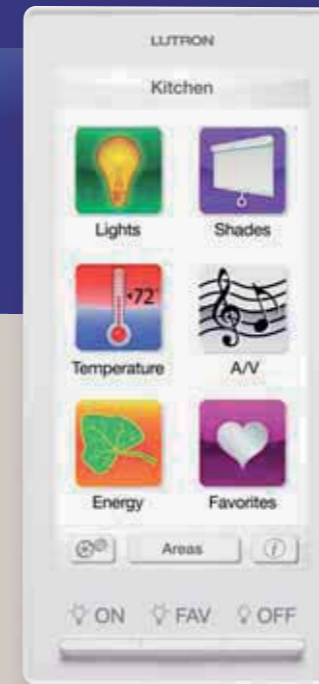 LUTRON
Kitchen
Lights Shades
72°
Temperature A/V
Energy Favorites
Areas i
ON FAV OFF